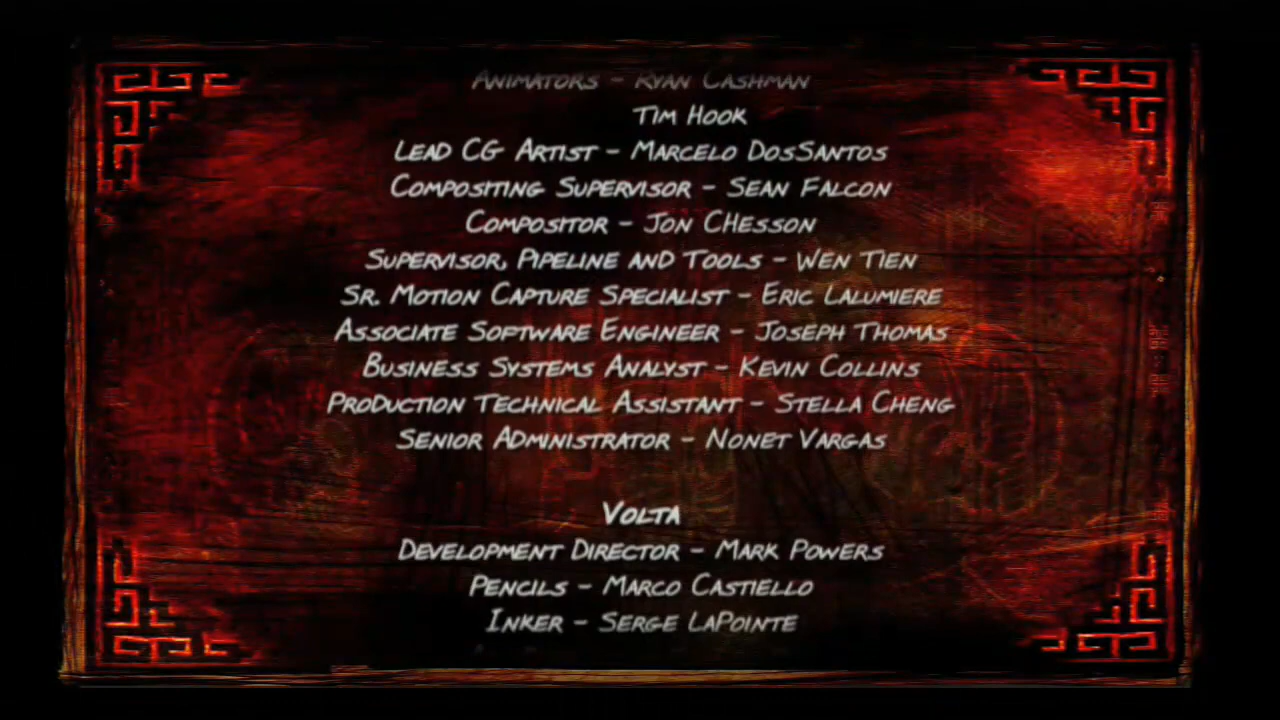 Animators - Ryan Cashman
Tim Hook
Lead CG Artist - Marcelo DosSantos
Compositing Supervisor - Sean Falcon
Compositor - Jon CHesson
Supervisor, Pipeline and Tools - Wen Tien
Sr. Motion Capture Specialist - Eric Lalumiere
Associate Software Engineer - Joseph Thomas
Business Systems Analyst - Kevin Collins
Production Technical Assistant - Stella Cheng
Senior Administrator - Nonet Vargas
Volta
Development Director - Mark Powers
Pencils - Marco Castiello
Inker - Serge LaPointe